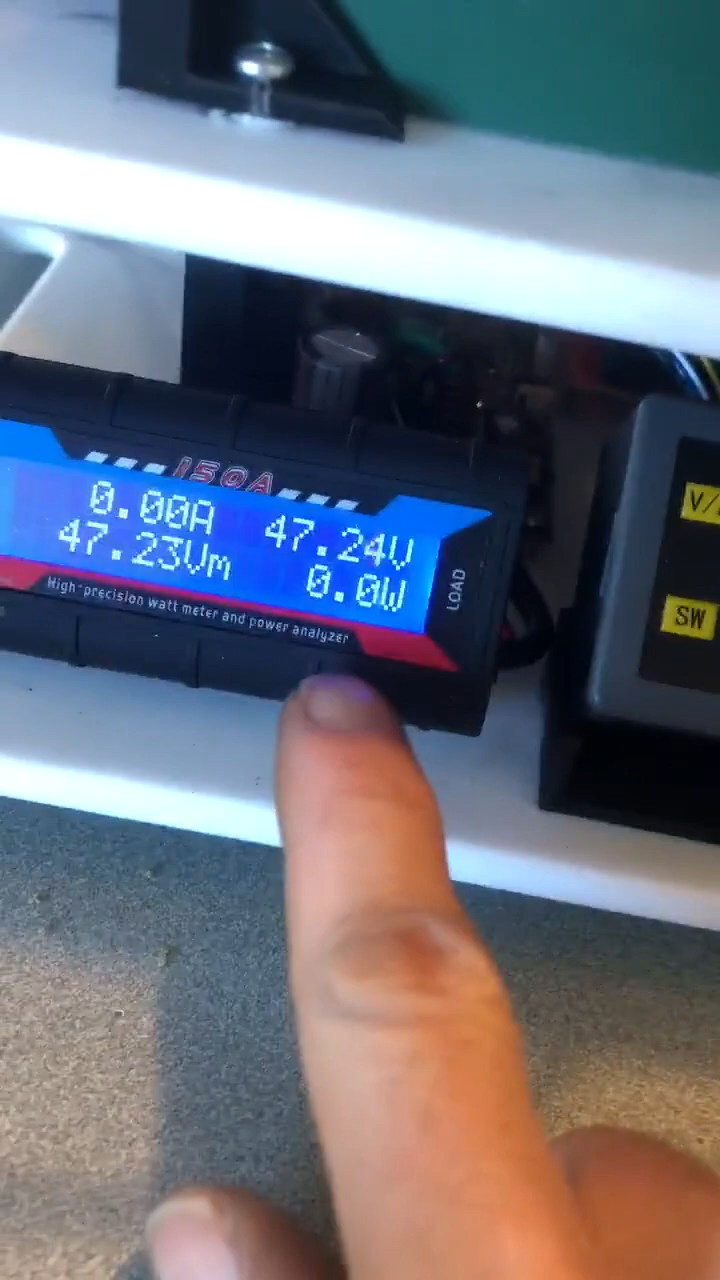 150A
0.00A 47.24V
47.23Vm 0.0W
LOAD
High-precision watt meter and power analyzer
V/
SW